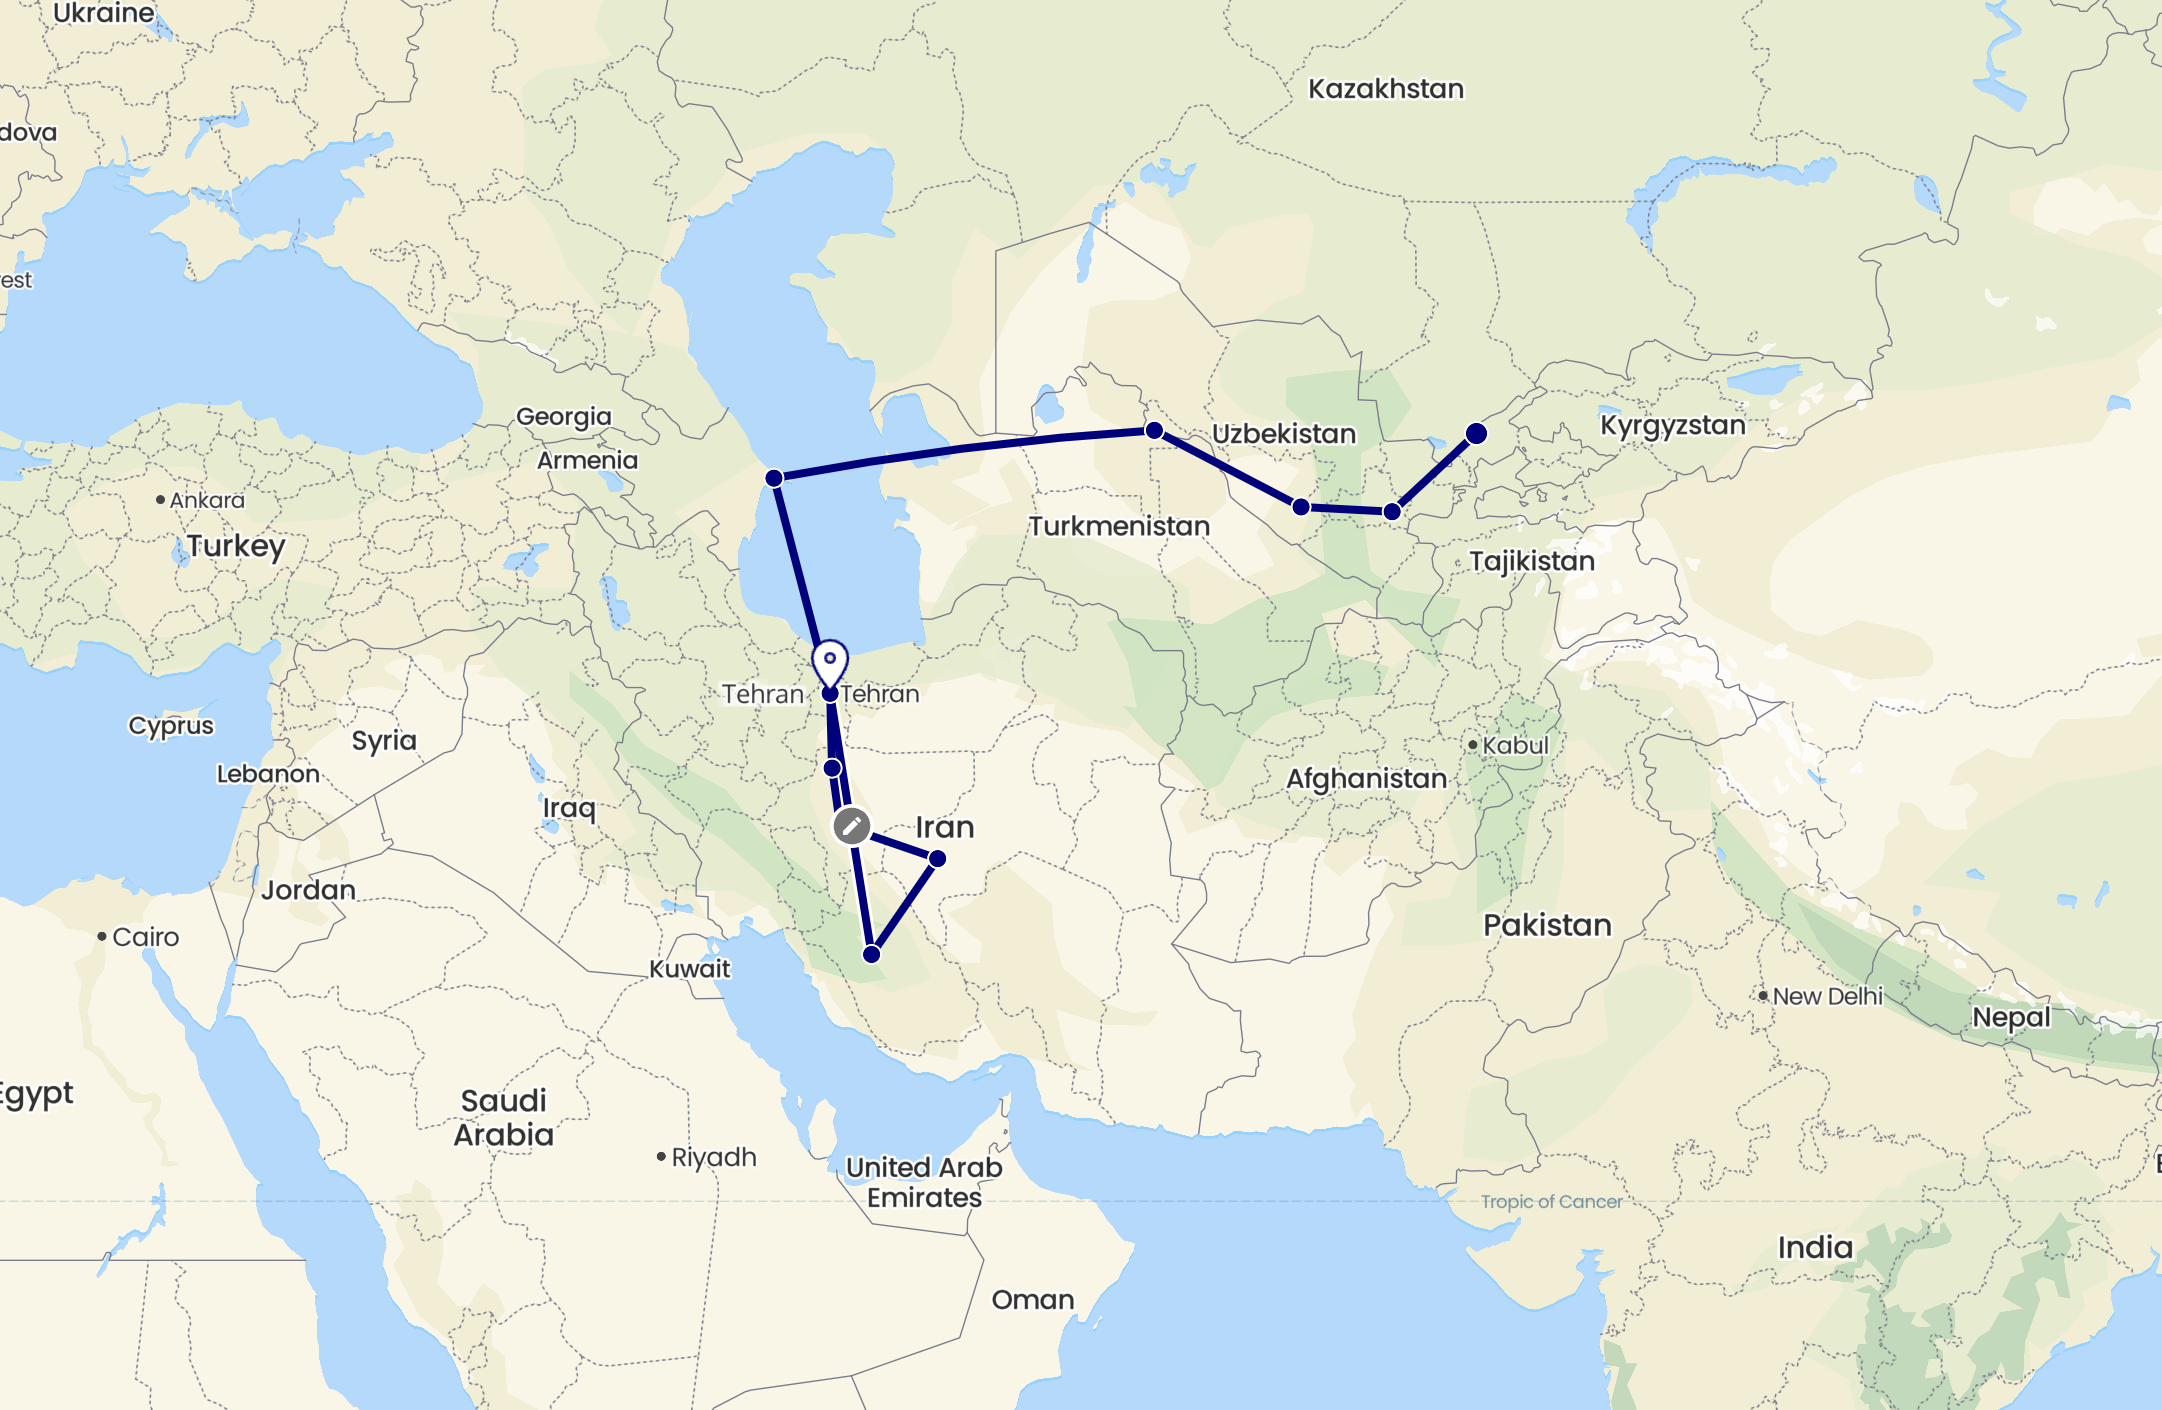 Ukraine
Kazakhstan
dova
est
Georgia
Uzbekistan
Kyrgyzstan
Armenia
Ankara
Turkey
Turkmenistan
Tajikistan
Tehran
Tehran
Cyprus
Syria
Kabul
Lebanon
Afghanistan
Iraq
Iran
Jordan
Pakistan
Cairo
Kuwait
New Delhi
Nepal
Egypt
Saudi
Arabia
Riyadh
United Arab
Emirates
Tropic of Cancer
India
Oman